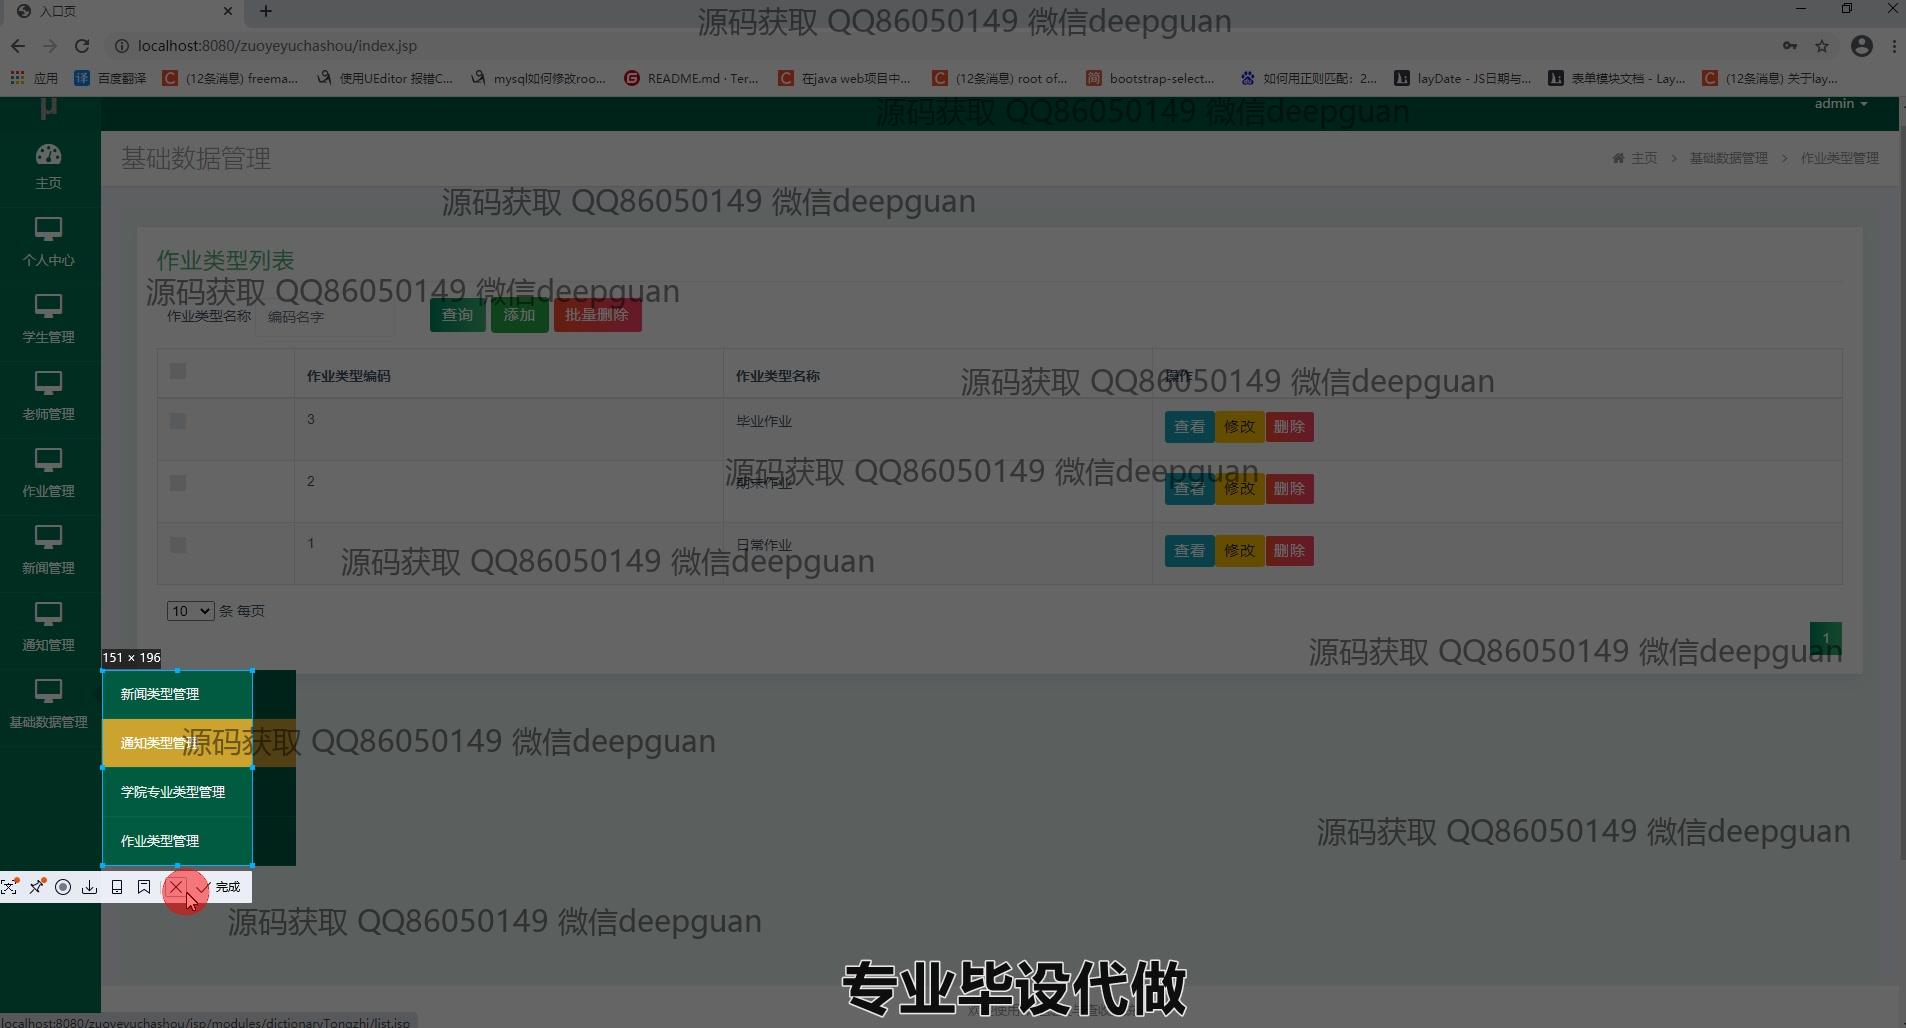 入口页
源码获取 QQ86050149 微信deepguan
localhost:8080/zuoyeyuchashou/index.jsp
应用 百度翻译 (12条消息) freema... 使用UEditor 报错C... mysql如何修改roo... README.md · Ter... 在java web项目中... (12条消息) root of... bootstrap-select... 如何用正则匹配：2... layDate - JS日期与... 表单模块文档 - Lay... (12条消息) 关于lay...
源码获取 QQ86050149 微信deepguan
admin
基础数据管理
主页 > 基础数据管理 > 作业类型管理
主页
源码获取 QQ86050149 微信deepguan
个人中心
作业类型列表
源码获取 QQ86050149 微信deepguan
作业类型名称 编码名字 查询 添加 批量删除
学生管理
作业类型编码 作业类型名称 操作
源码获取 QQ86050149 微信deepguan
老师管理
3 毕业作业 查看 修改 删除
源码获取 QQ86050149 微信deepguan
2 期末作业 查看 修改 删除
作业管理
1 日常作业 查看 修改 删除
源码获取 QQ86050149 微信deepguan
新闻管理
10 条 每页
1
通知管理
源码获取 QQ86050149 微信deepguan
151 × 196
新闻类型管理
基础数据管理
通知类型管理
源码获取 QQ86050149 微信deepguan
学院专业类型管理
作业类型管理
源码获取 QQ86050149 微信deepguan
完成
源码获取 QQ86050149 微信deepguan
专业毕设代做
localhost:8080/zuoyeyuchashou/jsp/modules/dictionaryTongzhi/list.jsp